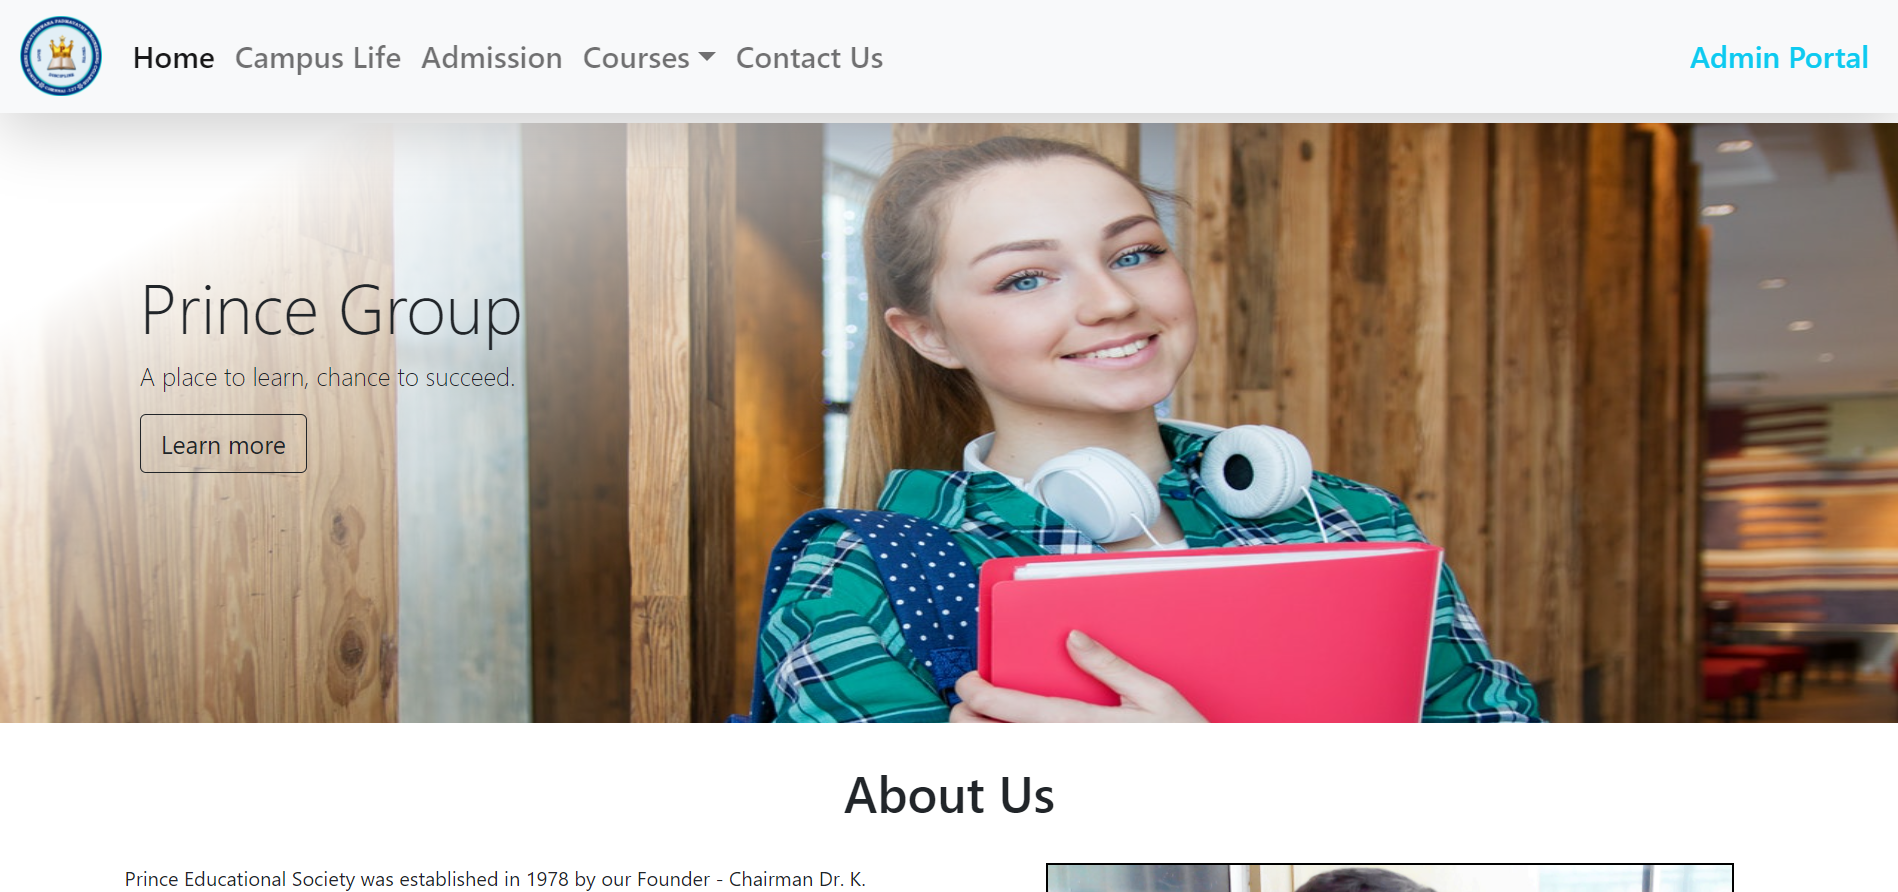 Home Campus Life Admission Courses Contact Us Admin Portal
Prince Group
A place to learn, chance to succeed.
Learn more
About Us
Prince Educational Society was established in 1978 by our Founder - Chairman Dr. K.